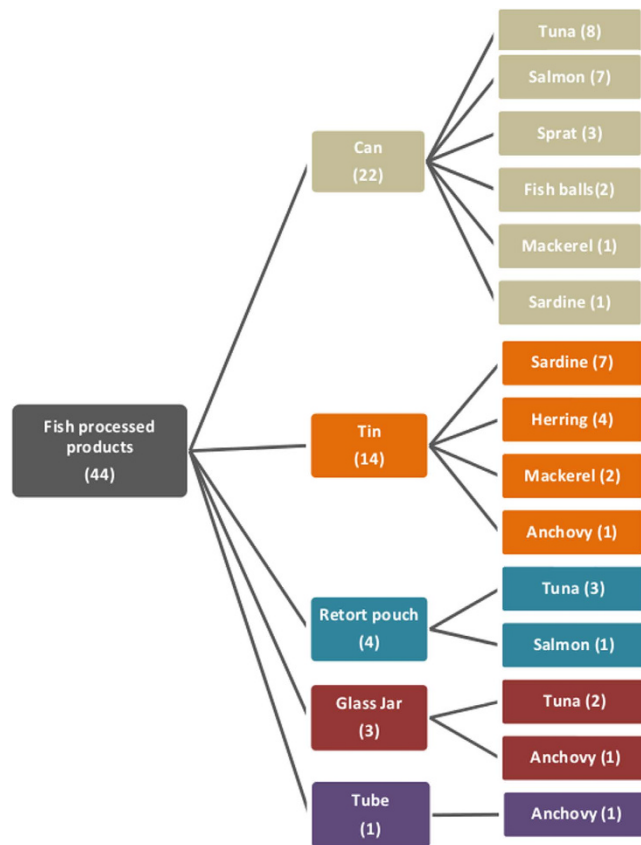 Tuna (8)
Salmon (7)
Can
(22)
Sprat (3)
Fish balls(2)
Mackerel (1)
Sardine (1)
Fish processed
products
(44)
Tin
(14)
Sardine (7)
Herring (4)
Mackerel (2)
Anchovy (1)
Retort pouch
(4)
Tuna (3)
Salmon (1)
Glass Jar
(3)
Tuna (2)
Anchovy (1)
Tube
(1)
Anchovy (1)